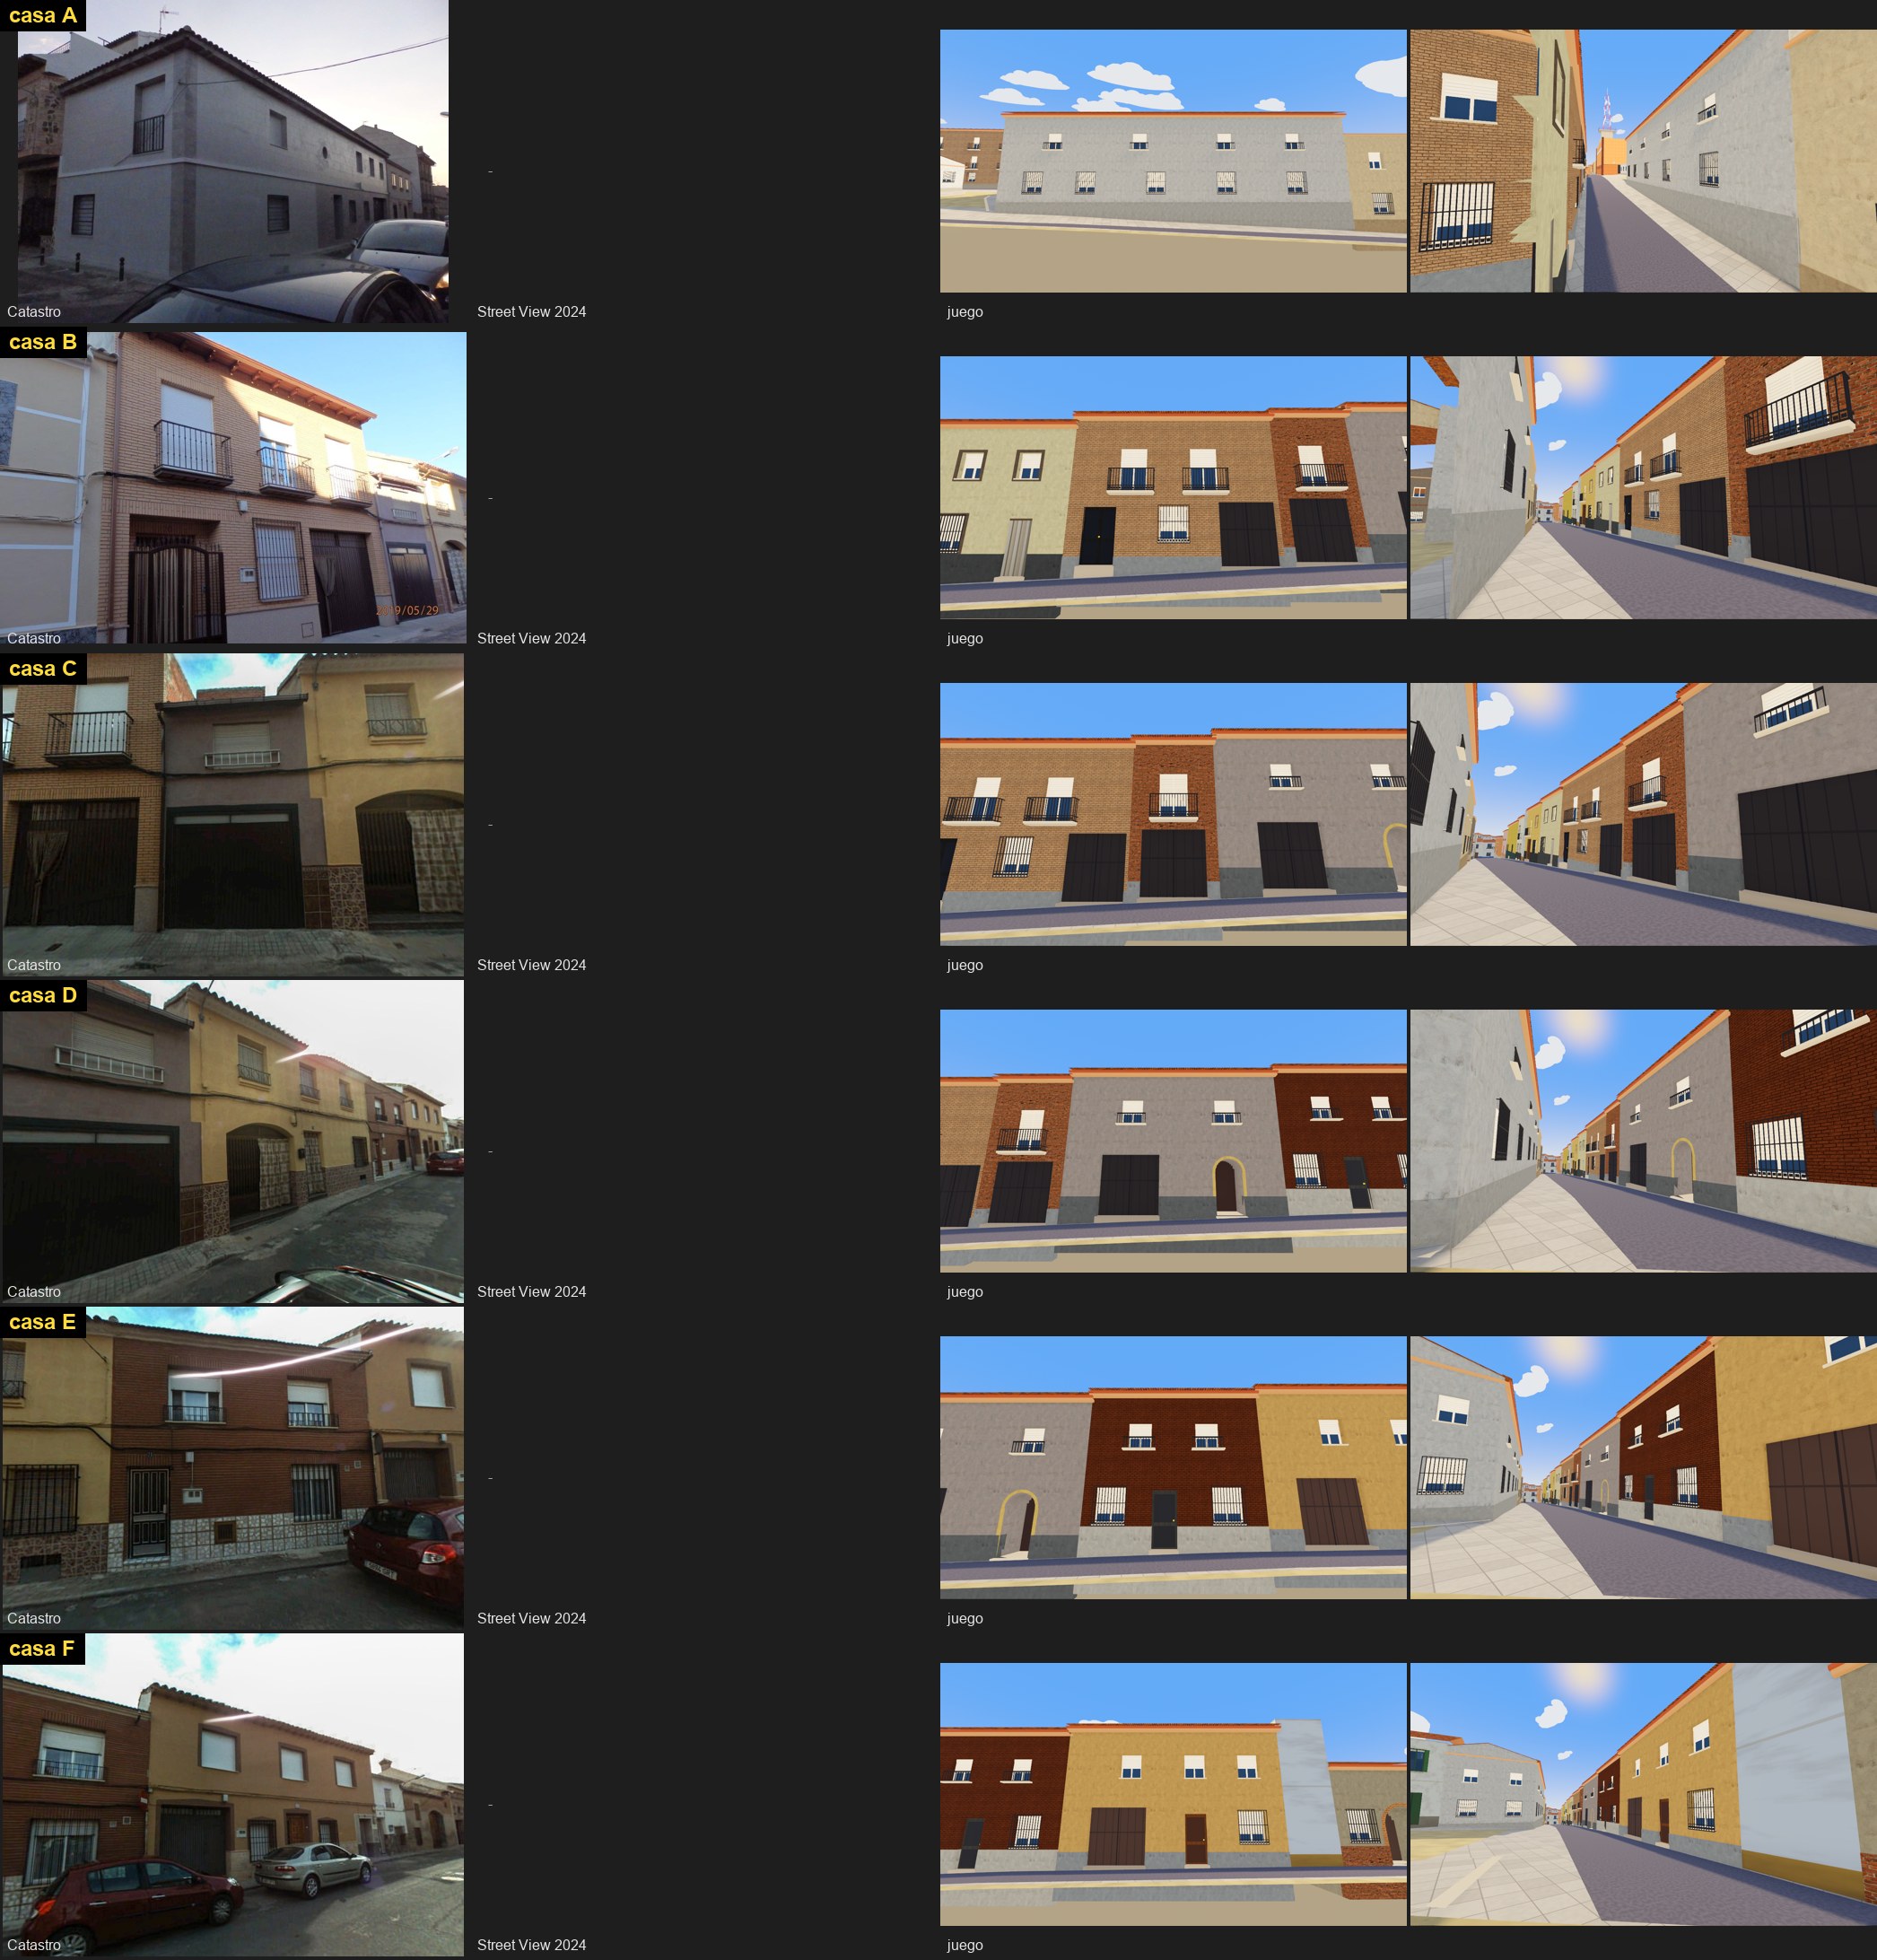 casa A
-
Catastro
Street View 2024
juego
casa B
-
2019/05/29
Catastro
Street View 2024
juego
casa C
-
Catastro
Street View 2024
juego
casa D
-
Catastro
Street View 2024
juego
casa E
-
Catastro
Street View 2024
juego
casa F
-
Catastro
Street View 2024
juego